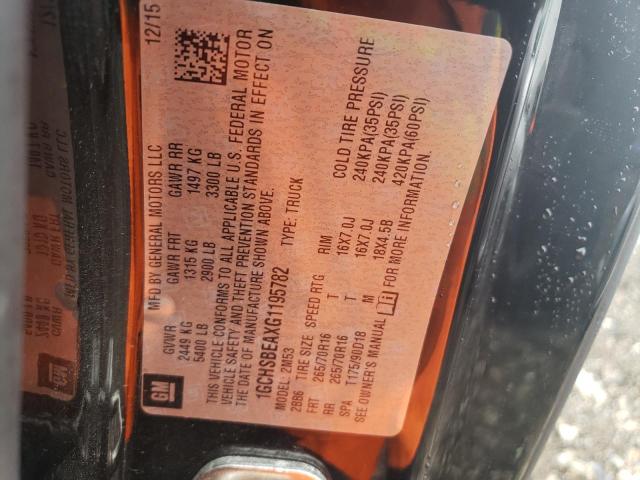 GM
MFD BY GENERAL MOTORS LLC
12/15
GVWR GAWR FRT GAWR RR
2449 KG 1315 KG 1497 KG
5400 LB 2900 LB 3300 LB
THIS VEHICLE CONFORMS TO ALL APPLICABLE U.S. FEDERAL MOTOR
VEHICLE SAFETY AND THEFT PREVENTION STANDARDS IN EFFECT ON
THE DATE OF MANUFACTURE SHOWN ABOVE.
1GCHSBEAXG1195782 TYPE: TRUCK
MODEL: 2M53
2BB6 TIRE SIZE SPEED RTG RIM COLD TIRE PRESSURE
FRT 265/70R16 T 16X7.0J 240KPA(35PSI)
RR 265/70R16 T 16X7.0J 240KPA(35PSI)
SPA T175/90D18 M 18X4.5B 420KPA(60PSI)
SEE OWNER'S MANUAL FOR MORE INFORMATION.